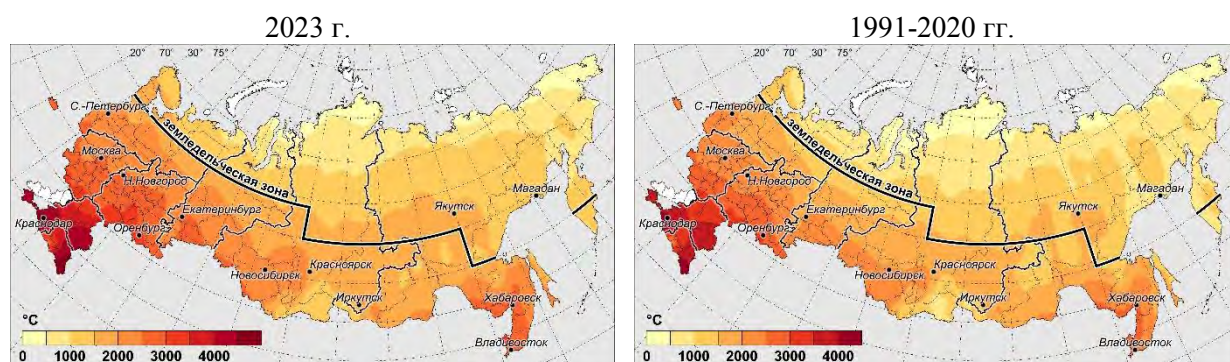 2023 г.
1991-2020 гг.
20° 70° 30° 75°
С.-Петербург
земледельческая зона
Москва
Н.Новгород
Магадан
Екатеринбург
Якутск
Краснодар
Оренбург
Новосибирск
Красноярск
Иркутск
Хабаровск
°C
0 1000 2000 3000 4000
Владивосток
20° 70° 30° 75°
С.-Петербург
земледельческая зона
Москва
Н.Новгород
Магадан
Екатеринбург
Якутск
Краснодар
Оренбург
Новосибирск
Красноярск
Иркутск
Хабаровск
°C
0 1000 2000 3000 4000
Владивосток